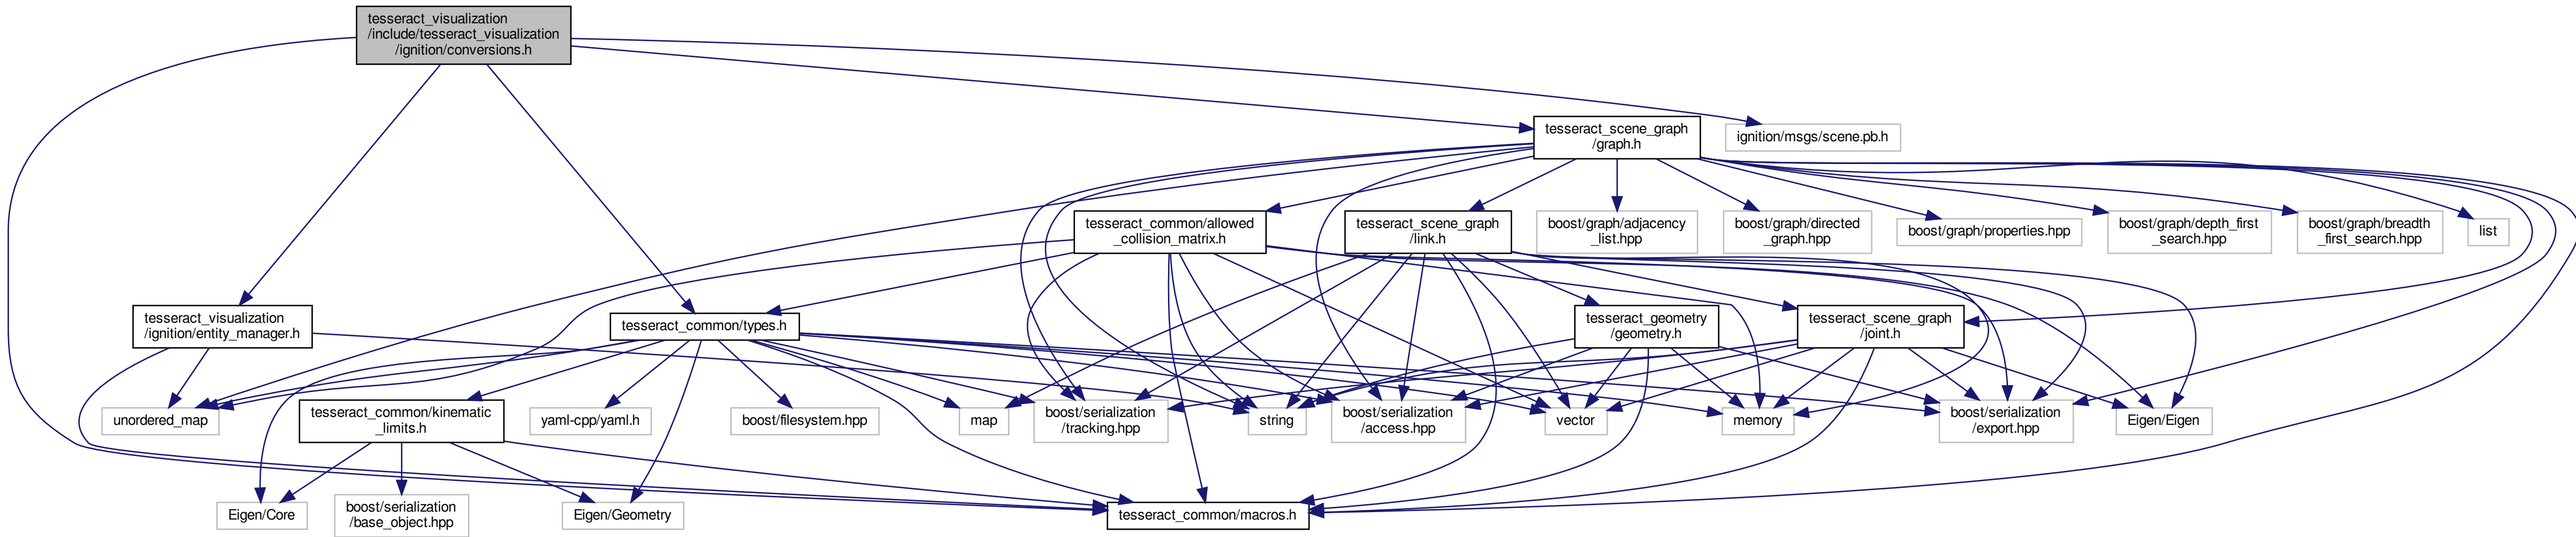 tesseract_visualization
/include/tesseract_visualization
/ignition/conversions.h
tesseract_scene_graph
/graph.h
ignition/msgs/scene.pb.h
tesseract_common/allowed
_collision_matrix.h
tesseract_scene_graph
/link.h
boost/graph/adjacency
_list.hpp
boost/graph/directed
_graph.hpp
boost/graph/properties.hpp
boost/graph/depth_first
_search.hpp
boost/graph/breadth
_first_search.hpp
list
tesseract_visualization
/ignition/entity_manager.h
tesseract_common/types.h
tesseract_geometry
/geometry.h
tesseract_scene_graph
/joint.h
unordered_map
tesseract_common/kinematic
_limits.h
yaml-cpp/yaml.h
boost/filesystem.hpp
map
boost/serialization
/tracking.hpp
string
boost/serialization
/access.hpp
vector
memory
boost/serialization
/export.hpp
Eigen/Eigen
Eigen/Core
boost/serialization
/base_object.hpp
Eigen/Geometry
tesseract_common/macros.h